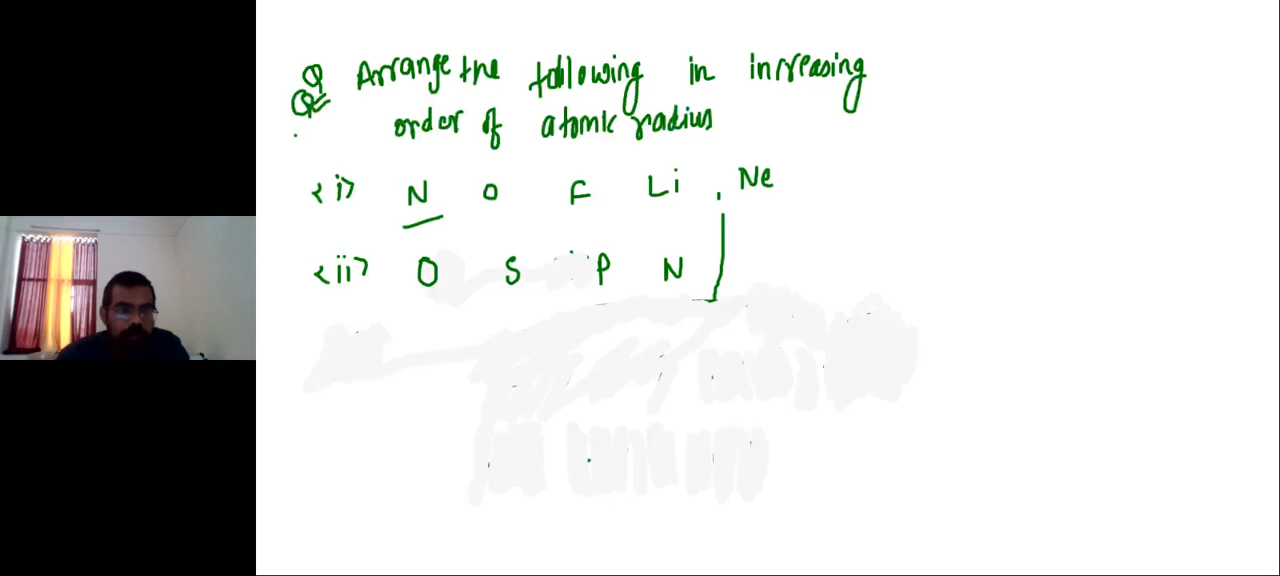 Q Arrange the following in increasing
order of atomic radius
<i> N O F Li , Ne
<ii> O S P N